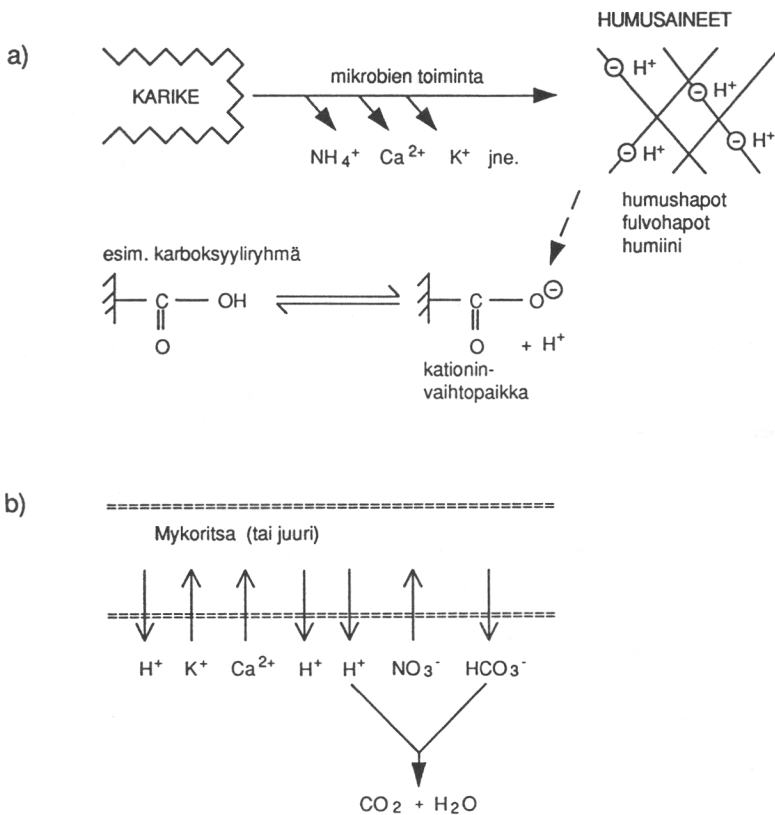 HUMUSAINEET
a)
KARIKE
mikrobien toiminta
NH₄⁺ Ca²⁺ K⁺ jne.
⊖ H⁺
⊖ H⁺
⊖ H⁺
⊖ H⁺
humushapot
fulvohapot
humiini
esim. karboksyyliryhmä
C OH
O
C O⊖
O + H⁺
kationin-
vaihtopaikka
b)
Mykoritsa (tai juuri)
H⁺ K⁺ Ca²⁺ H⁺ H⁺ NO₃⁻ HCO₃⁻
CO₂ + H₂O